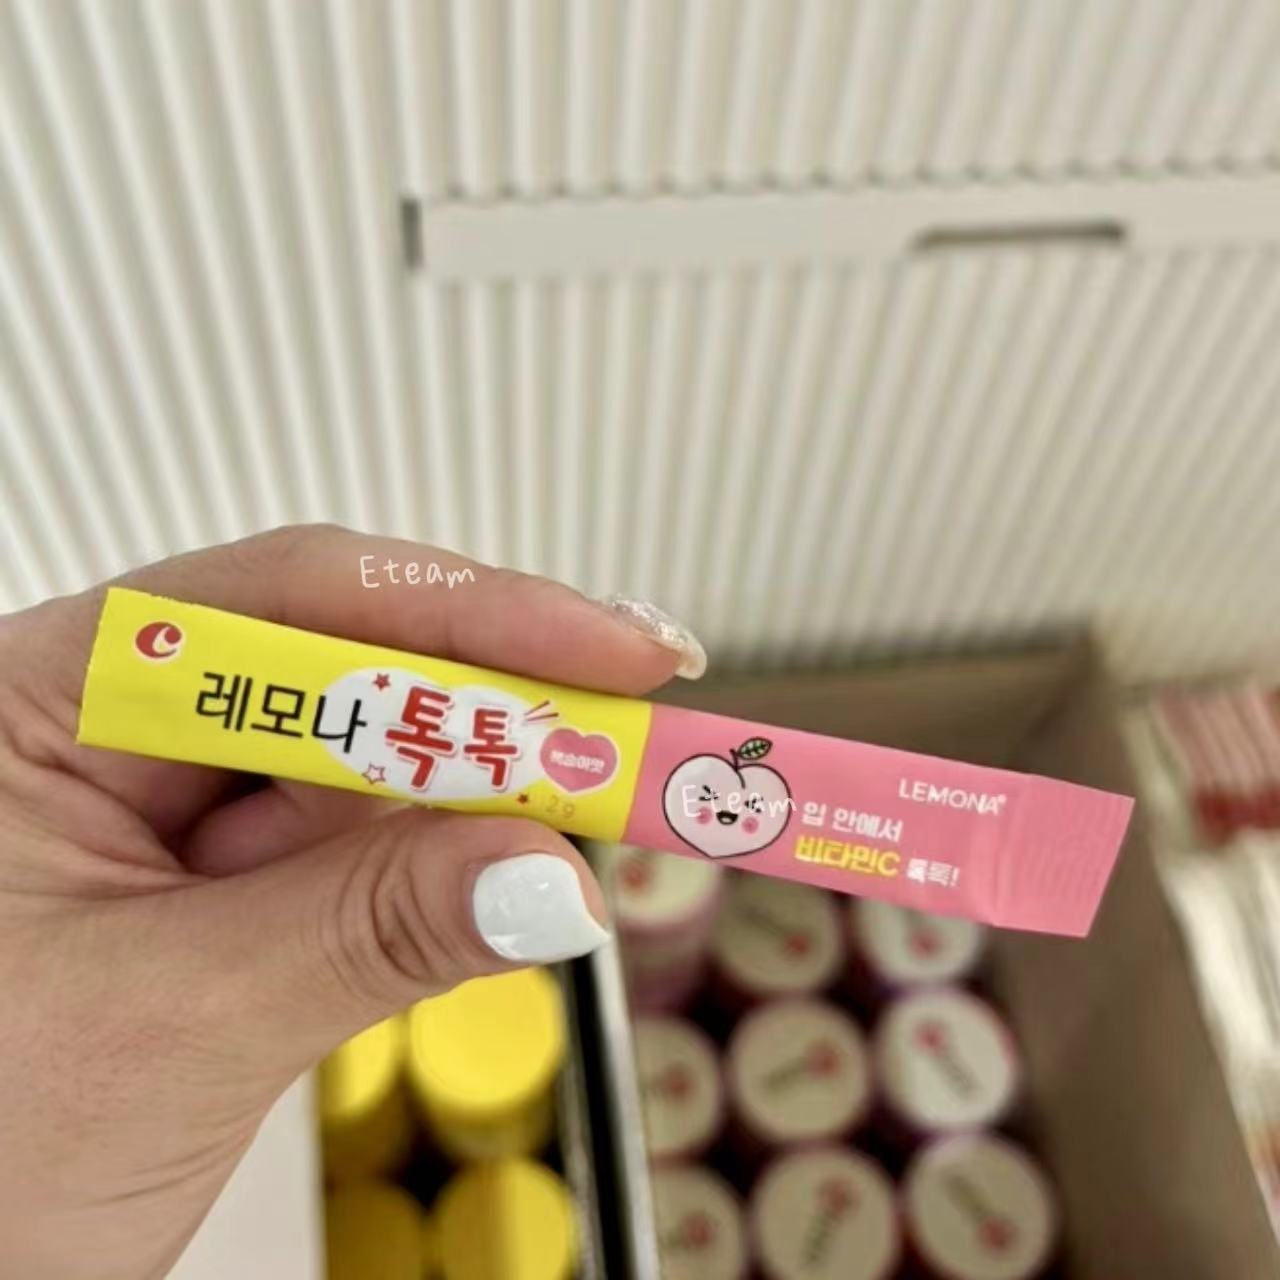 Eteam
레모나 톡톡
복숭아맛
2g
Eteam
LEMONA
입 안에서
비타민C 톡톡!